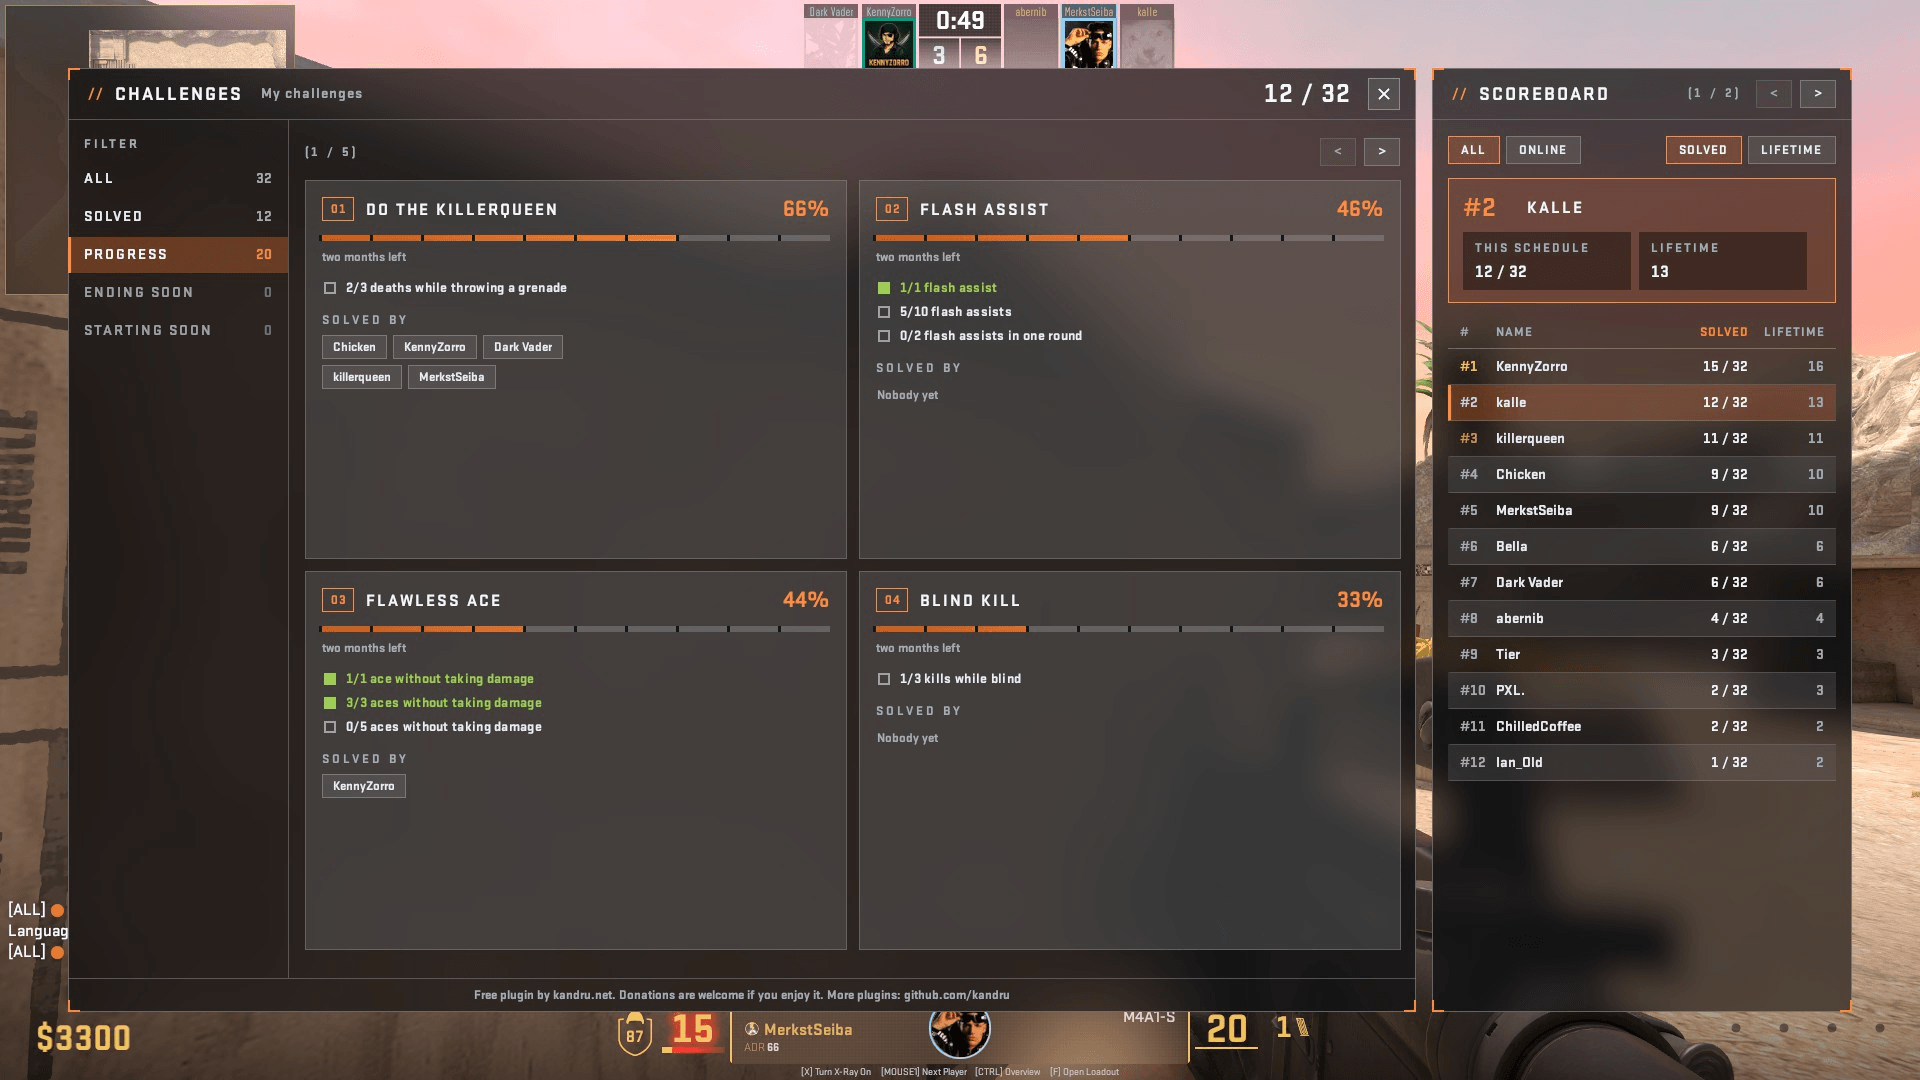 Dark Vader
KennyZorro
0:49
abernib
MerkstSeiba
kalle
KENNYZORRO
3
6
// CHALLENGES My challenges
12 / 32
FILTER
ALL 32
SOLVED 12
PROGRESS 20
ENDING SOON 0
STARTING SOON 0
(1 / 5)
< >
01 DO THE KILLERQUEEN 66%
two months left
2/3 deaths while throwing a grenade
SOLVED BY
Chicken KennyZorro Dark Vader
killerqueen MerkstSeiba
02 FLASH ASSIST 46%
two months left
1/1 flash assist
5/10 flash assists
0/2 flash assists in one round
SOLVED BY
Nobody yet
03 FLAWLESS ACE 44%
two months left
1/1 ace without taking damage
3/3 aces without taking damage
0/5 aces without taking damage
SOLVED BY
KennyZorro
04 BLIND KILL 33%
two months left
1/3 kills while blind
SOLVED BY
Nobody yet
Free plugin by kandru.net. Donations are welcome if you enjoy it. More plugins: github.com/kandru
// SCOREBOARD (1 / 2) < >
ALL ONLINE SOLVED LIFETIME
#2 KALLE
THIS SCHEDULE
12 / 32
LIFETIME
13
# NAME SOLVED LIFETIME
#1 KennyZorro 15 / 32 16
#2 kalle 12 / 32 13
#3 killerqueen 11 / 32 11
#4 Chicken 9 / 32 10
#5 MerkstSeiba 9 / 32 10
#6 Bella 6 / 32 6
#7 Dark Vader 6 / 32 6
#8 abernib 4 / 32 4
#9 Tier 3 / 32 3
#10 PXL. 2 / 32 3
#11 ChilledCoffee 2 / 32 2
#12 Ian_Old 1 / 32 2
[ALL]
Languag
[ALL]
$3300
87
15
MerkstSeiba
ADR 66
M4A1-S
20
1
[X] Turn X-Ray On [MOUSE1] Next Player [CTRL] Overview [F] Open Loadout